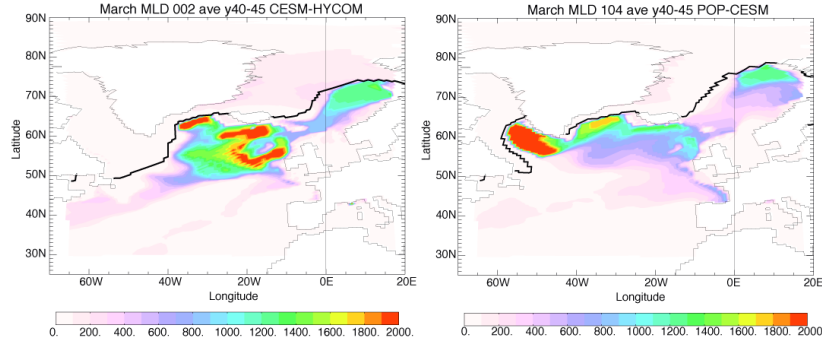 March MLD 002 ave y40-45 CESM-HYCOM
90N
80N
70N
60N
50N
40N
30N
Latitude
60W 40W 20W 0E 20E
Longitude
0. 200. 400. 600. 800. 1000. 1200. 1400. 1600. 1800. 2000.
March MLD 104 ave y40-45 POP-CESM
90N
80N
70N
60N
50N
40N
30N
Latitude
60W 40W 20W 0E 20E
Longitude
0. 200. 400. 600. 800. 1000. 1200. 1400. 1600. 1800. 2000